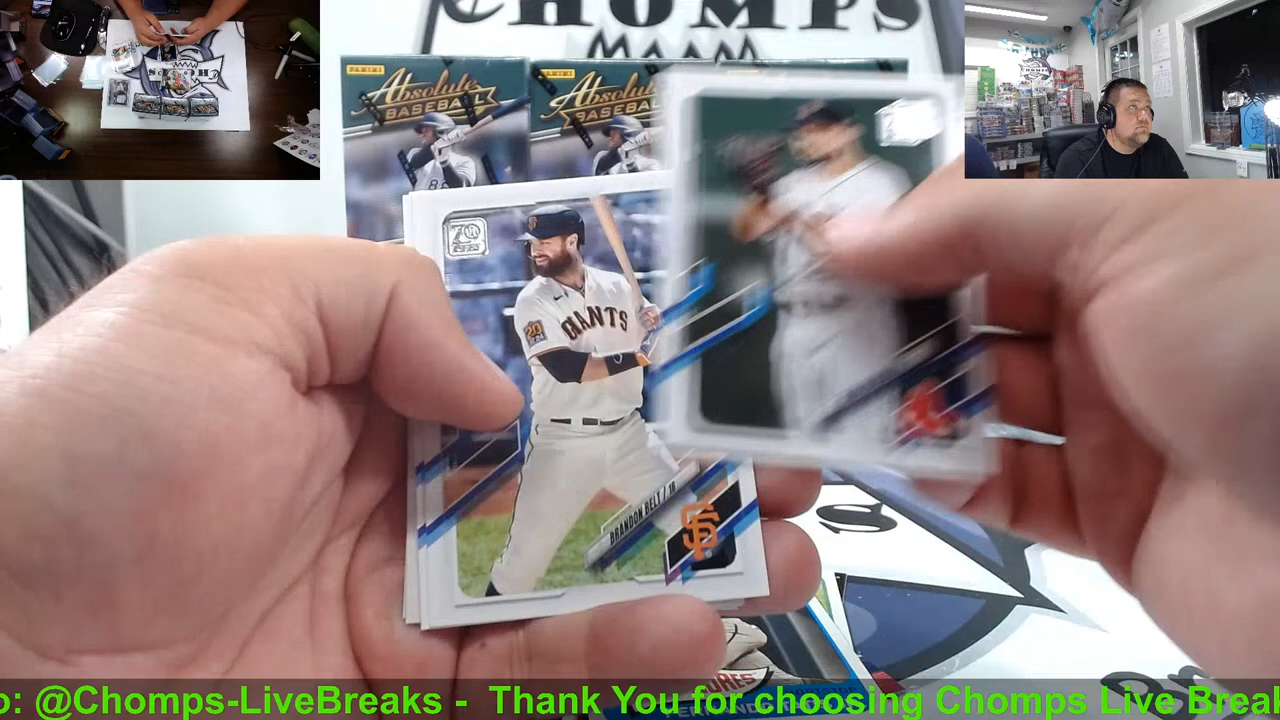 CHOMPS
PANINI
Absolute
BASEBALL
PANINI
Absolute
BASEBALL
70
TOPPS
20
GIANTS
BRANDON BELT / 1B
SF
o: @Chomps-LiveBreaks - Thank You for choosing Chomps Live Break